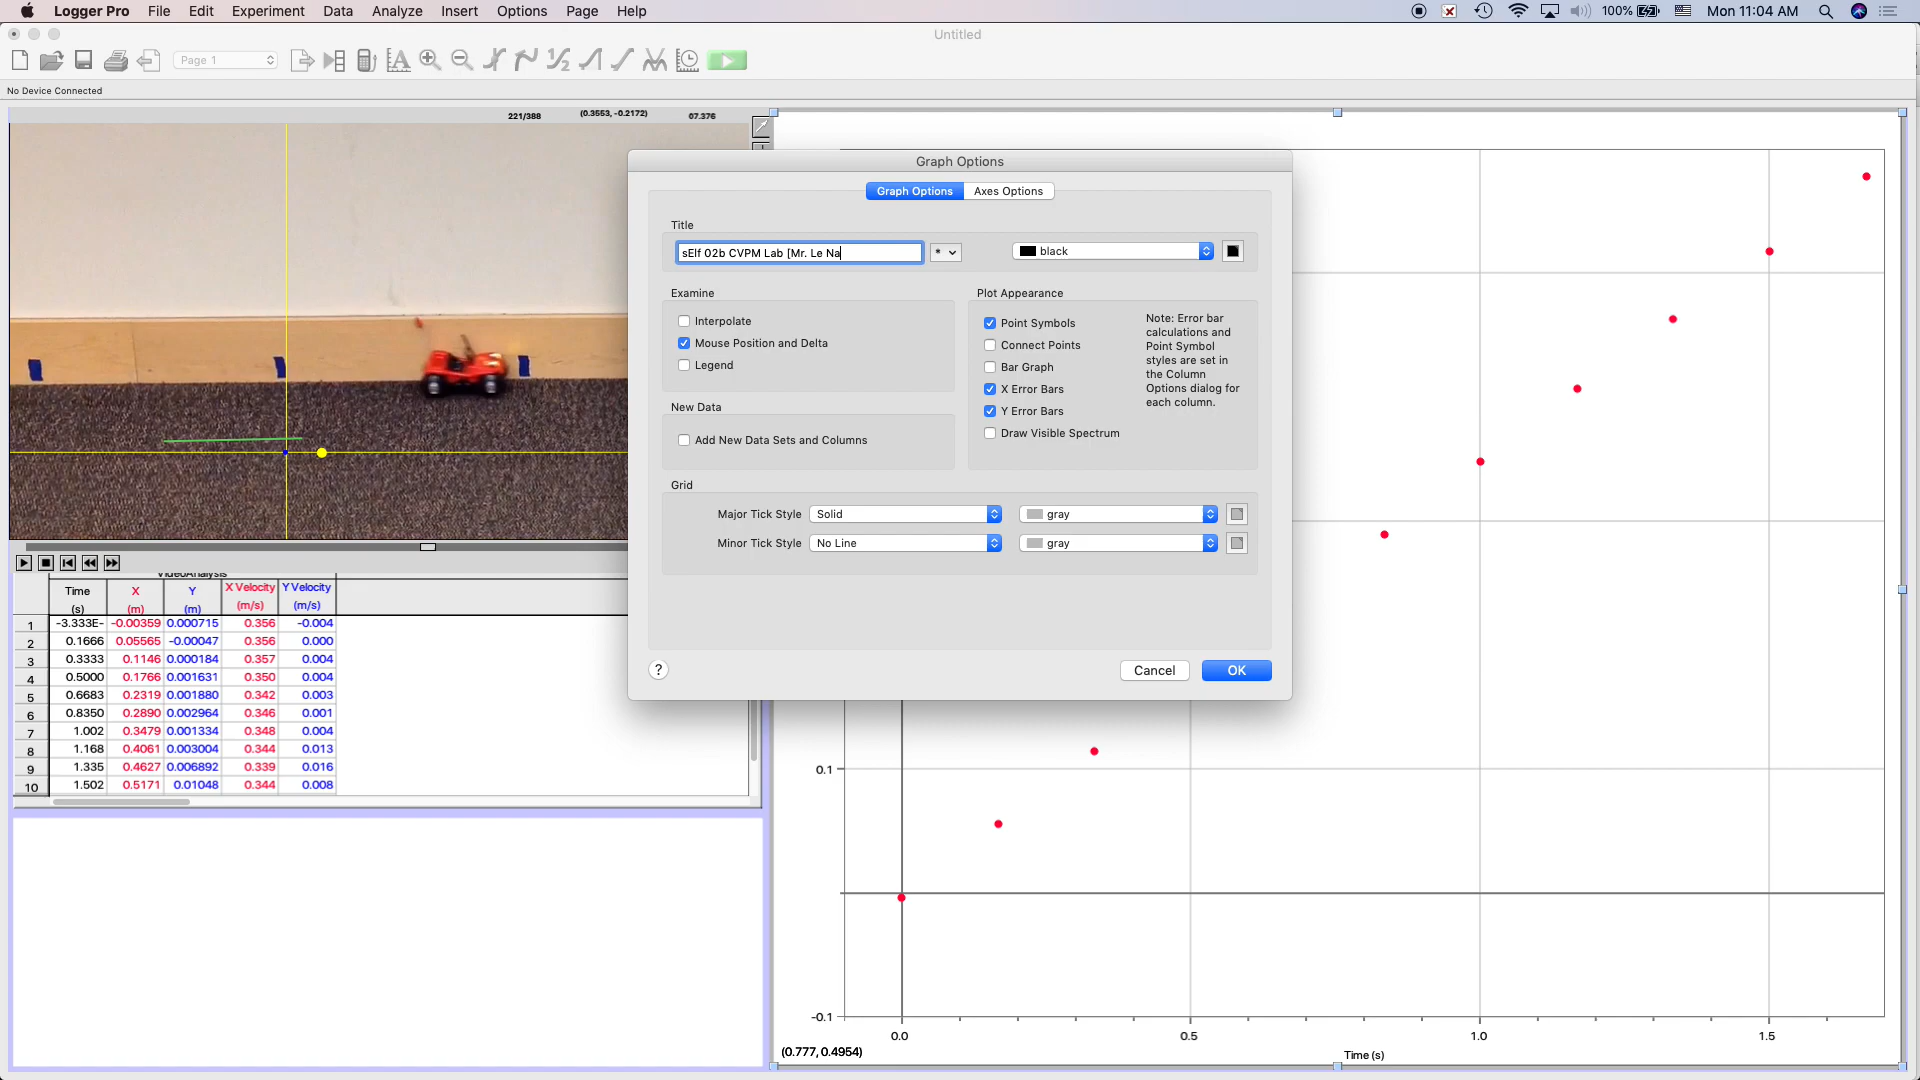 Logger Pro File Edit Experiment Data Analyze Insert Options Page Help 100% Mon 11:04 AM
Untitled
Page 1
No Device Connected
221/388 (0.3553, -0.2172) 67.376
Graph Options
Graph Options Axes Options
Title
sElf 02b CVPM Lab [Mr. Le Na * black
Examine
Interpolate
Mouse Position and Delta
Legend
New Data
Add New Data Sets and Columns
Plot Appearance
Point Symbols
Connect Points
Bar Graph
X Error Bars
Y Error Bars
Draw Visible Spectrum
Note: Error bar
calculations and
Point Symbol
styles are set in
the Column
Options dialog for
each column.
Grid
Major Tick Style Solid gray
Minor Tick Style No Line gray
? Cancel OK
VideoAnalysis
Time X Y X Velocity Y Velocity
(s) (m) (m) (m/s) (m/s)
1 -3.333E- -0.00359 0.000715 0.356 -0.004
2 0.1666 0.05565 -0.00047 0.356 0.000
3 0.3333 0.1146 0.000184 0.357 0.004
4 0.5000 0.1766 0.001631 0.350 0.004
5 0.6683 0.2319 0.001880 0.342 0.003
6 0.8350 0.2890 0.002964 0.346 0.001
7 1.002 0.3479 0.001334 0.348 0.004
8 1.168 0.4061 0.003004 0.344 0.013
9 1.335 0.4627 0.006892 0.339 0.016
10 1.502 0.5171 0.01048 0.344 0.008
0.1
-0.1
0.0 0.5 1.0 1.5
(0.777, 0.4954) Time (s)